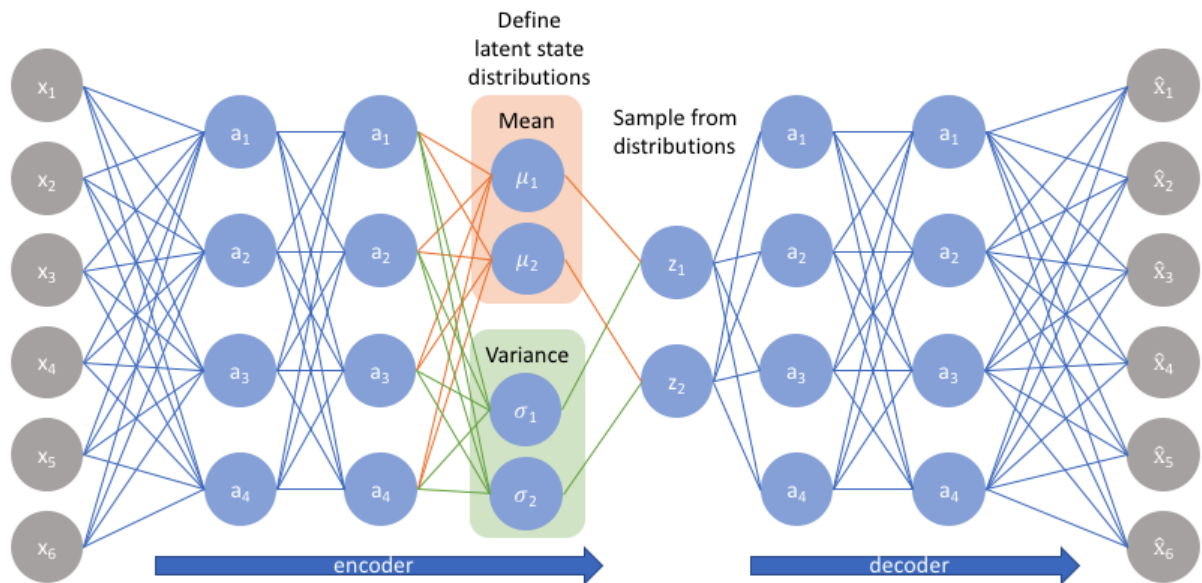 Define
latent state
distributions
Mean
Sample from
distributions
Variance
x₁
x₂
x₃
x₄
x₅
x₆
a₁
a₂
a₃
a₄
a₁
a₂
a₃
a₄
μ₁
μ₂
σ₁
σ₂
z₁
z₂
a₁
a₂
a₃
a₄
a₁
a₂
a₃
a₄
x̂₁
x̂₂
x̂₃
x̂₄
x̂₅
x̂₆
encoder
decoder